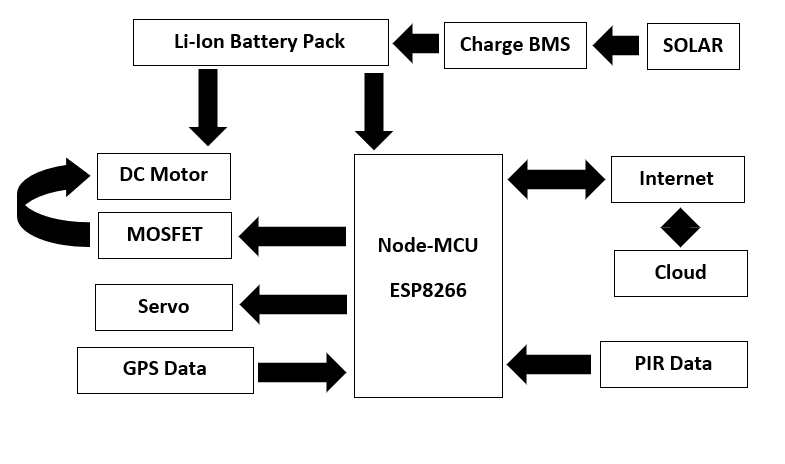 Li-Ion Battery Pack
Charge BMS
SOLAR
DC Motor
MOSFET
Servo
GPS Data
Node-MCU
ESP8266
Internet
Cloud
PIR Data